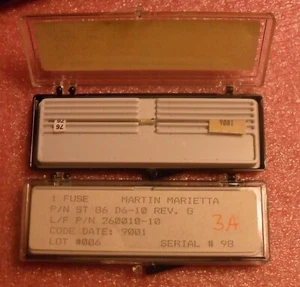 9001
1 FUSE MARTIN MARIETTA
P/N ST 86 D6-10 REV. G
L/F P/N 260010-10
CODE DATE: 9001
LOT #006 SERIAL # 98
3A